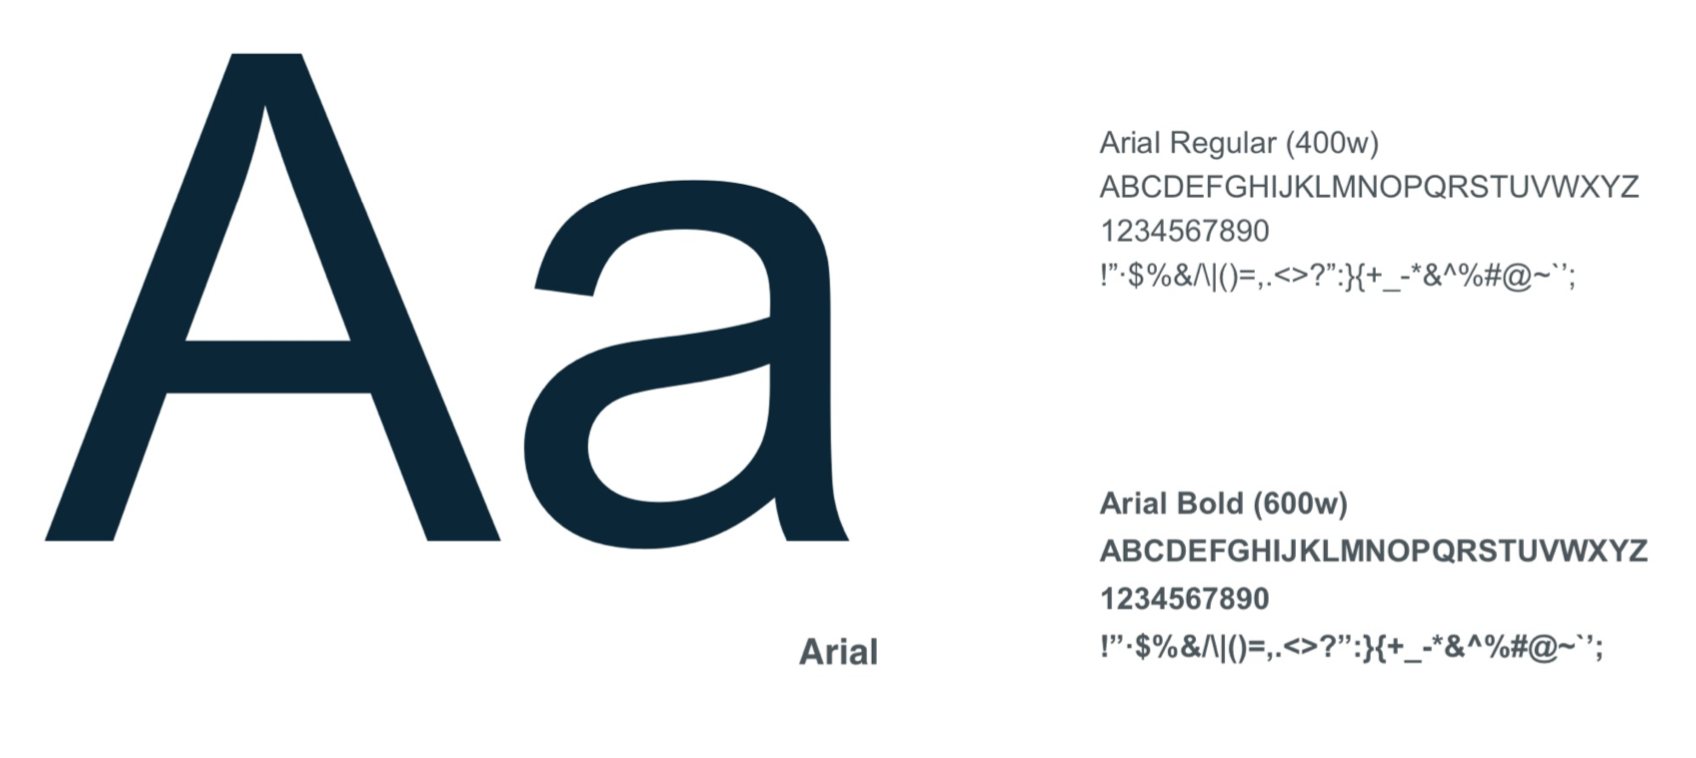 Aa
Arial
Arial Regular (400w)
ABCDEFGHIJKLMNOPQRSTUVWXYZ
1234567890
!”·$%&/\|()=,.<>?”:}{+_-*&^%#@~`’;
Arial Bold (600w)
ABCDEFGHIJKLMNOPQRSTUVWXYZ
1234567890
!”·$%&/\|()=,.<>?”:}{+_-*&^%#@~`’;